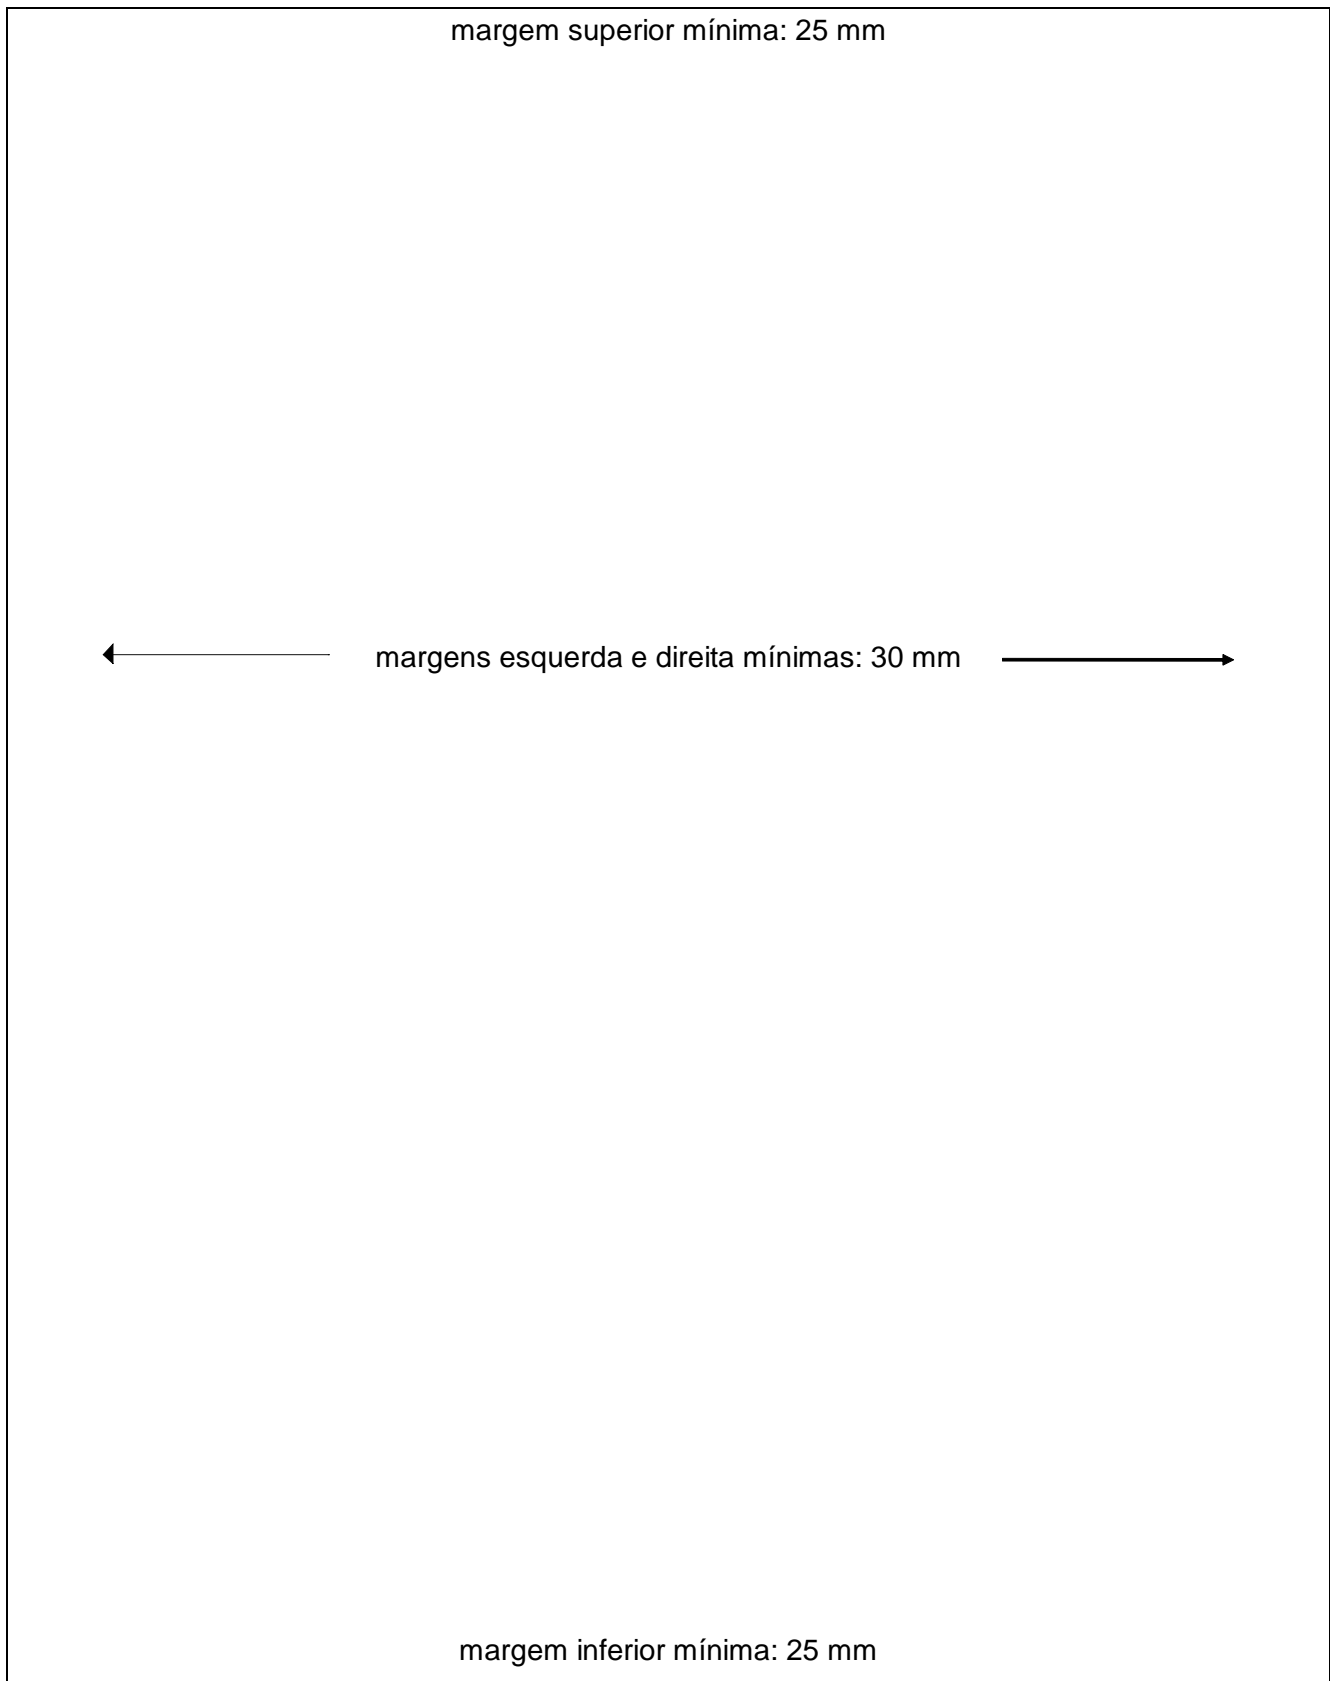 margem superior mínima: 25 mm
margens esquerda e direita mínimas: 30 mm
margem inferior mínima: 25 mm